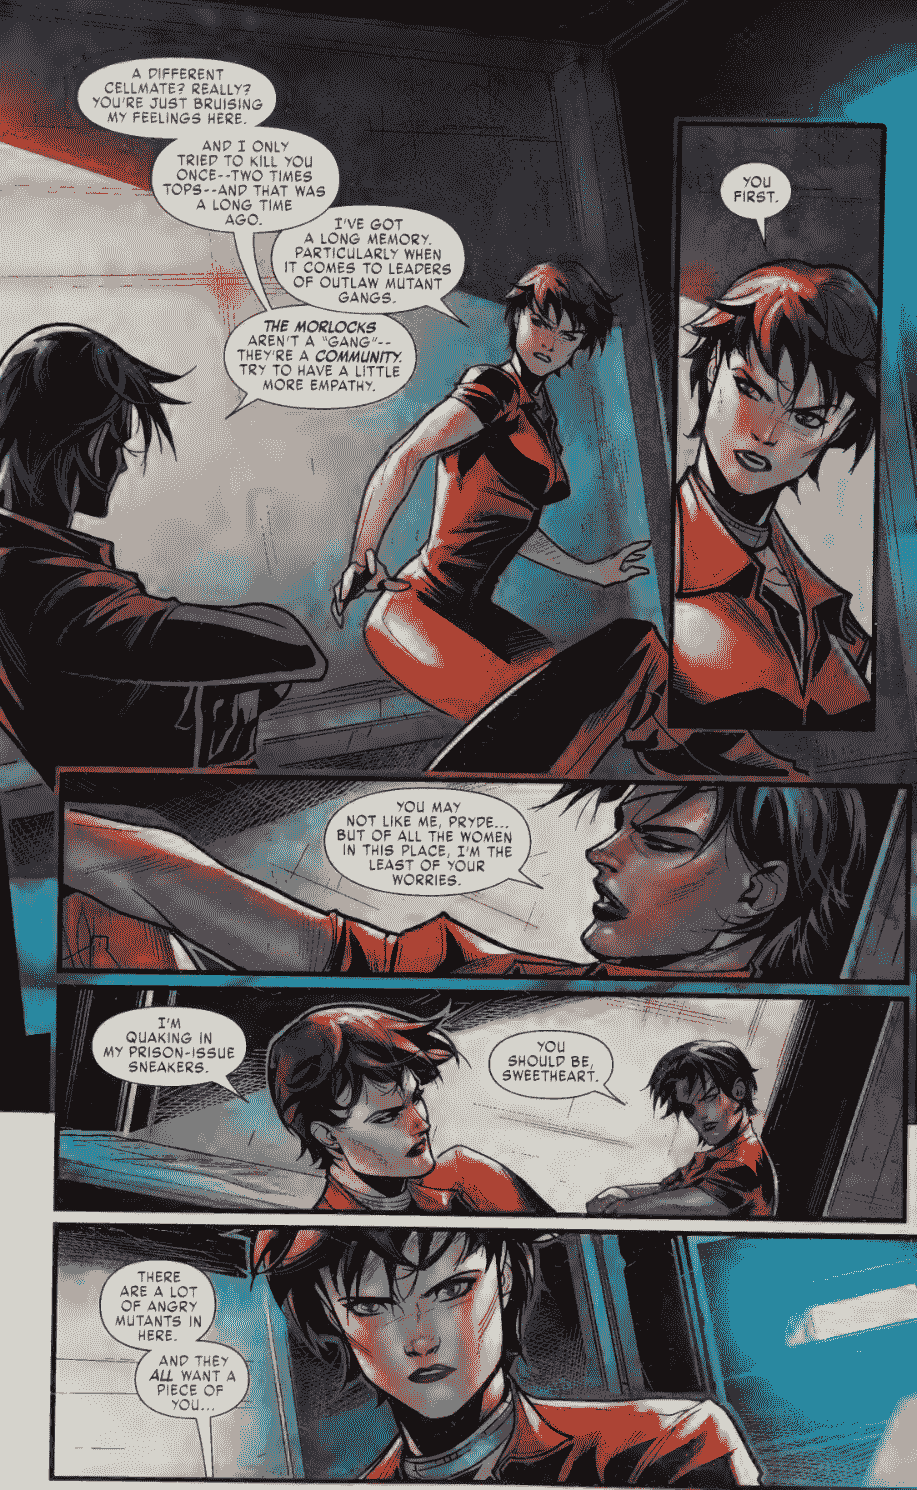 A DIFFERENT
CELLMATE? REALLY?
YOU'RE JUST BRUISING
MY FEELINGS HERE.
AND I ONLY
TRIED TO KILL YOU
ONCE--TWO TIMES
TOPS--AND THAT WAS
A LONG TIME
AGO.
I'VE GOT
A LONG MEMORY.
PARTICULARLY WHEN
IT COMES TO LEADERS
OF OUTLAW MUTANT
GANGS.
THE MORLOCKS
AREN'T A "GANG"--
THEY'RE A COMMUNITY.
TRY TO HAVE A LITTLE
MORE EMPATHY.
YOU
FIRST.
YOU MAY
NOT LIKE ME, PRYDE...
BUT OF ALL THE WOMEN
IN THIS PLACE, I'M THE
LEAST OF YOUR
WORRIES.
I'M
QUAKING IN
MY PRISON-ISSUE
SNEAKERS.
YOU
SHOULD BE,
SWEETHEART.
THERE
ARE A LOT
OF ANGRY
MUTANTS IN
HERE.
AND THEY
ALL WANT A
PIECE OF
YOU...